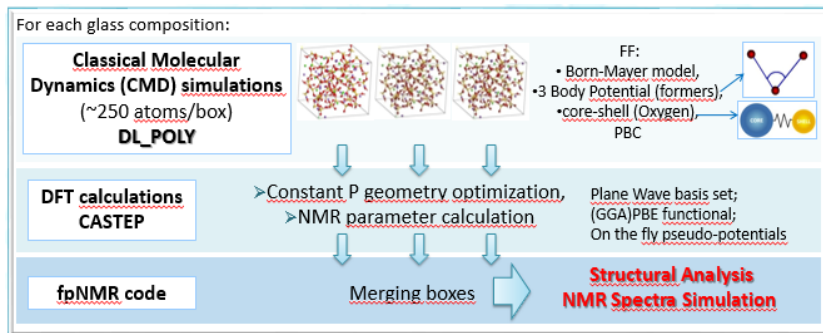 For each glass composition:
Classical Molecular
Dynamics (CMD) simulations
(~250 atoms/box)
DL_POLY
FF:
• Born-Mayer model,
•3 Body Potential (formers),
•core-shell (Oxygen),
PBC
CORE
DFT calculations
CASTEP
➢Constant P geometry optimization,
➢NMR parameter calculation
Plane Wave basis set;
(GGA)PBE functional;
On the fly pseudo-potentials
fpNMR code
Merging boxes
Structural Analysis
NMR Spectra Simulation